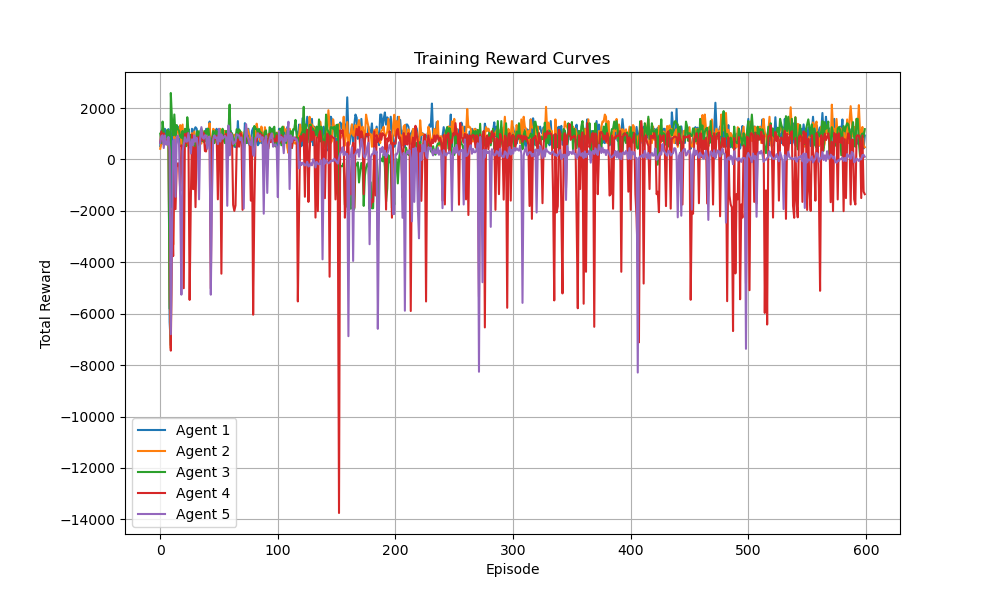 Training Reward Curves
Total Reward
2000
0
−2000
−4000
−6000
−8000
−10000
−12000
−14000
Agent 1
Agent 2
Agent 3
Agent 4
Agent 5
0 100 200 300 400 500 600
Episode